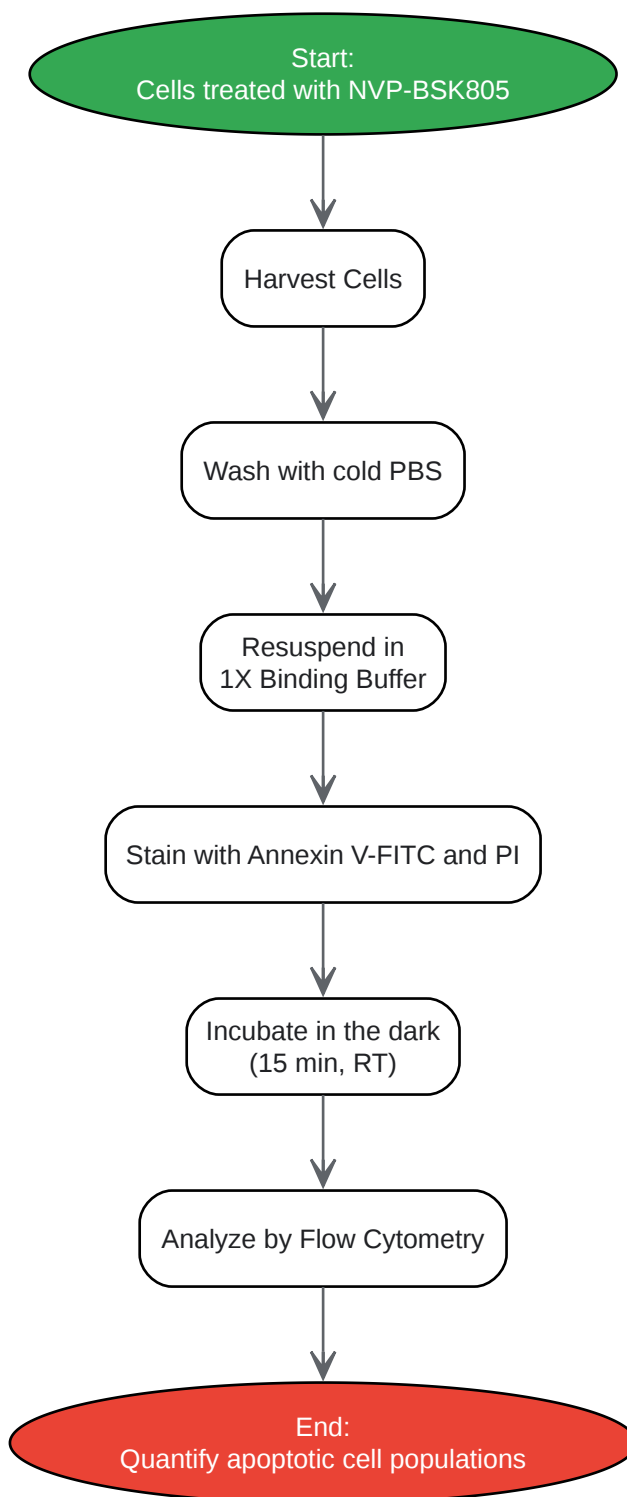 Start:
Cells treated with NVP-BSK805
Harvest Cells
Wash with cold PBS
Resuspend in
1X Binding Buffer
Stain with Annexin V-FITC and PI
Incubate in the dark
(15 min, RT)
Analyze by Flow Cytometry
End:
Quantify apoptotic cell populations